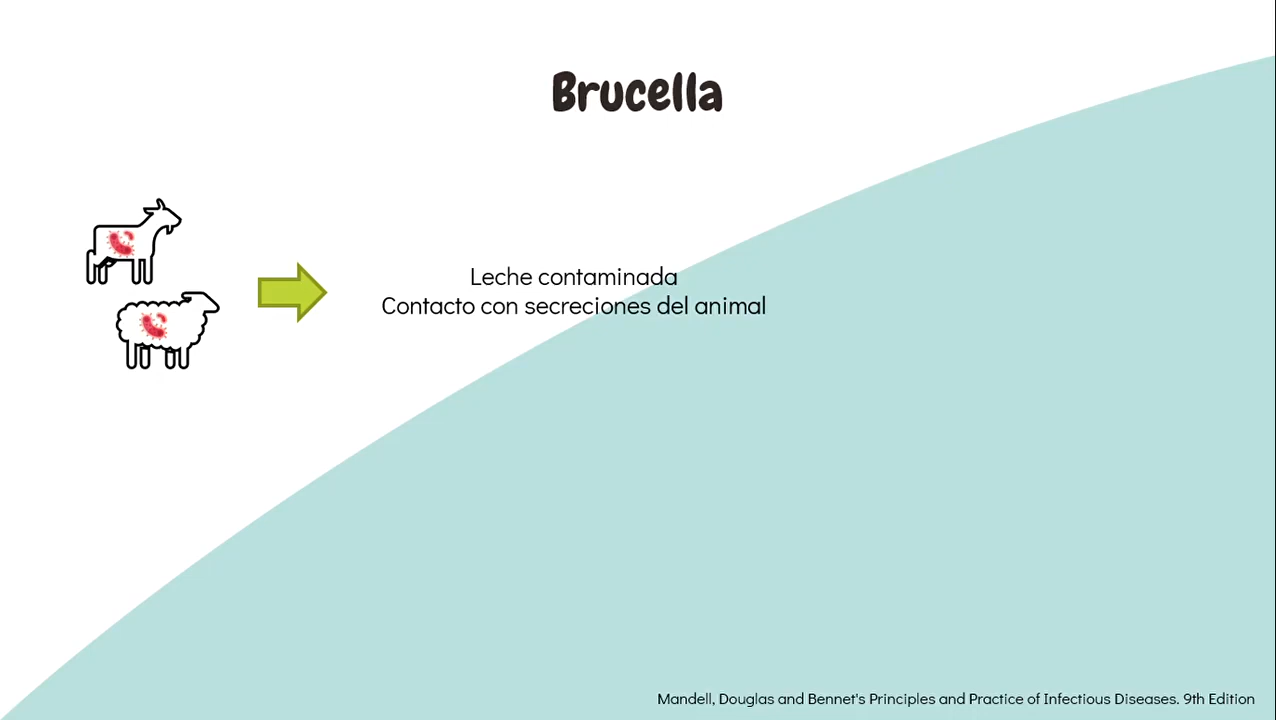 Brucella
Leche contaminada
Contacto con secreciones del animal
Mandell, Douglas and Bennet's Principles and Practice of Infectious Diseases. 9th Edition